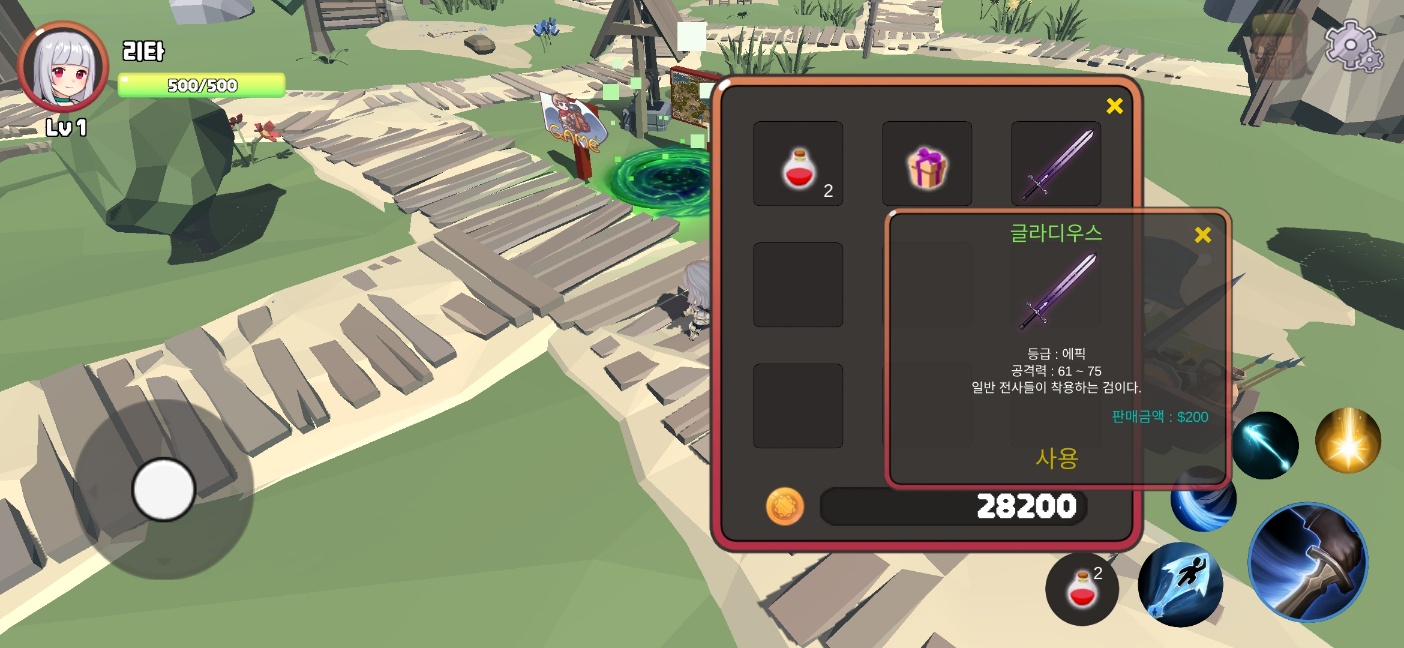 리타
500/500
Lv 1
GAME
2
글라디우스
등급 : 에픽
공격력 : 61 ~ 75
일반 전사들이 착용하는 검이다.
판매금액 : $200
사용
28200
2